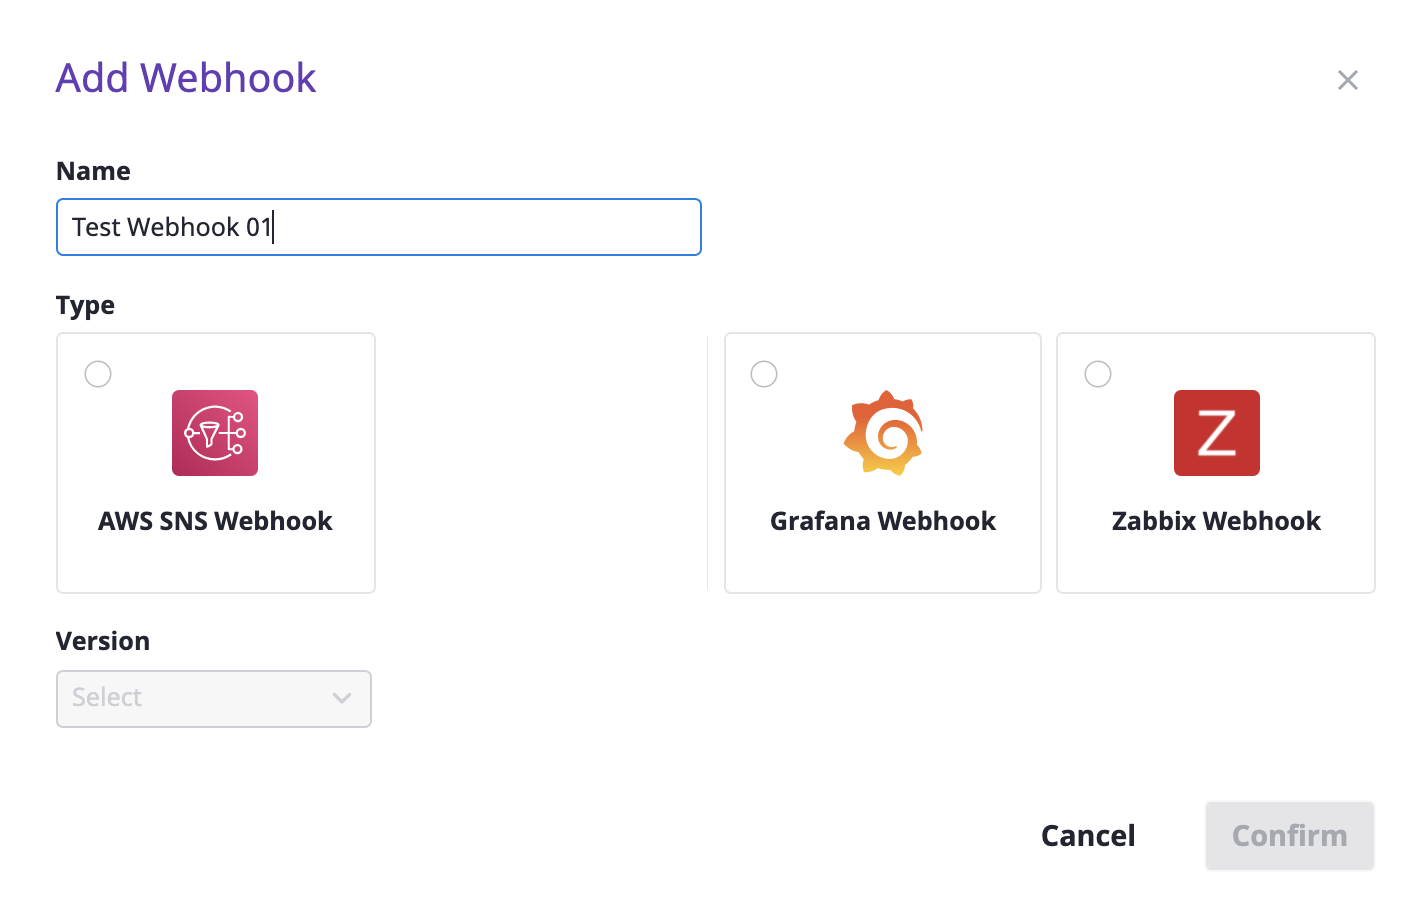 Add Webhook
Name
Test Webhook 01
Type
AWS SNS Webhook
Grafana Webhook
Z
Zabbix Webhook
Version
Select
Cancel
Confirm